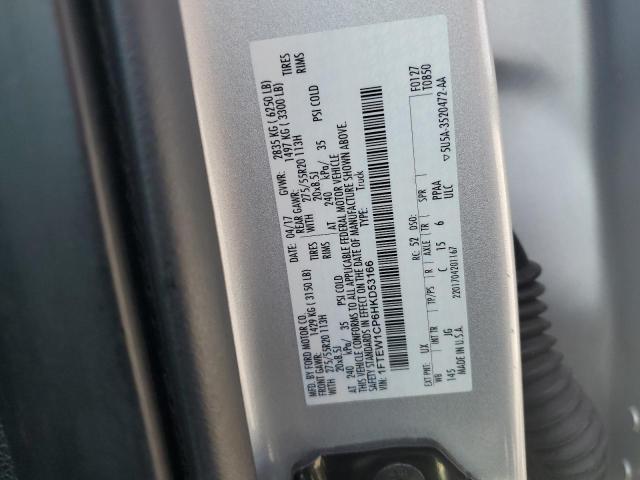 MFD. BY FORD MOTOR CO.
DATE: 04/17 GVWR: 2835 KG ( 6250 LB)
FRONT GAWR: 1429 KG ( 3150 LB) REAR GAWR: 1497 KG ( 3300 LB)
WITH 275/55R20 113H TIRES WITH 275/55R20 113H TIRES
20x8.5J RIMS 20x8.5J RIMS
AT 240 kPa/ 35 PSI COLD AT 240 kPa/ 35 PSI COLD
THIS VEHICLE CONFORMS TO ALL APPLICABLE FEDERAL MOTOR VEHICLE
SAFETY STANDARDS IN EFFECT ON THE DATE OF MANUFACTURE SHOWN ABOVE.
VIN: 1FTEW1CP6HKD53166 TYPE: Truck
F0127
T0850
EXT PNT: UX RC: 52 DSO:
WB INT TR TP/PS R AXLE TR SPR
145 JG C 15 6 PPAA
MADE IN U.S.A. 2201704201167 ULC
▽5U5A-3520472-AA